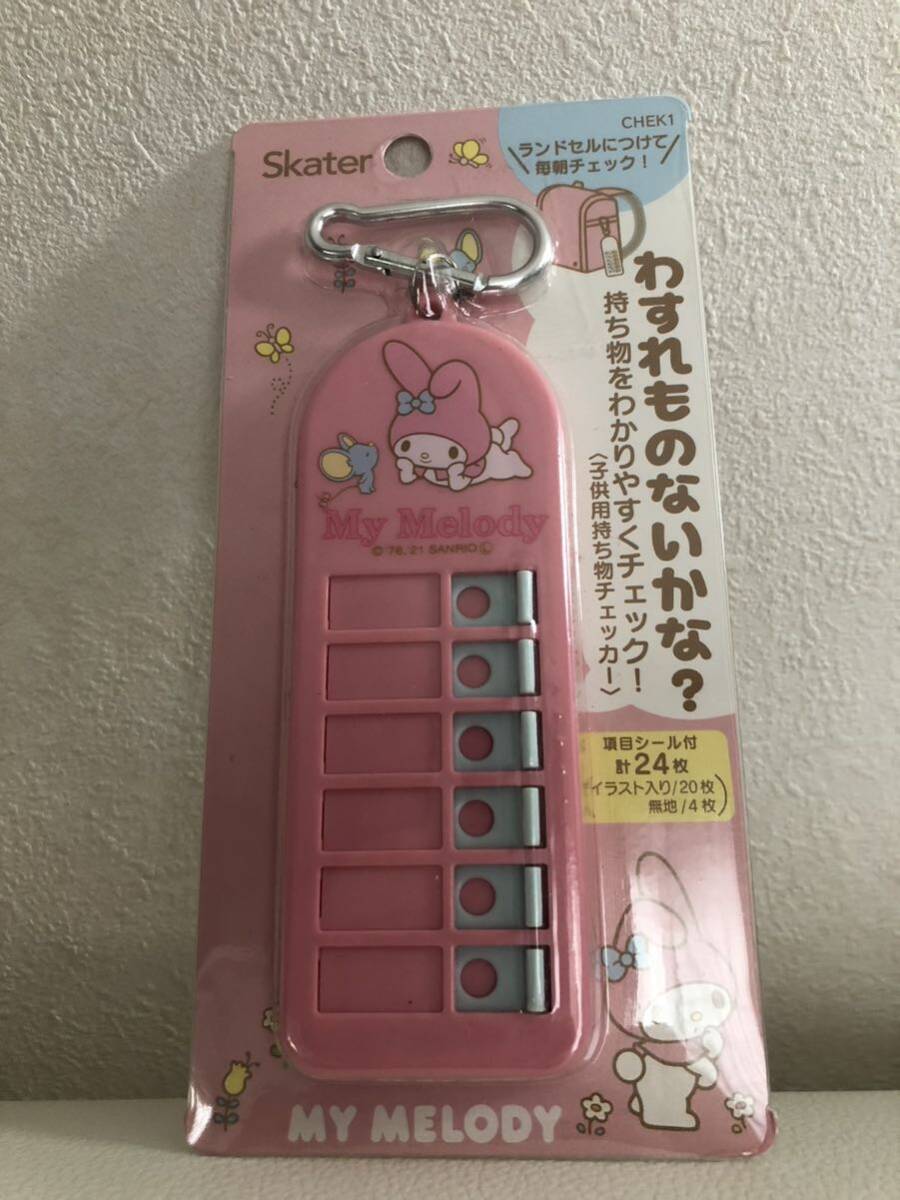 Skater
CHEK1
ランドセルにつけて
毎朝チェック！
わすれものないかな？
持ち物をわかりやすくチェック！
〈子供用持ち物チェッカー〉
My Melody
© '76, '21 SANRIO Ⓛ
項目シール付
計24枚
(イラスト入り/20枚
無地/4枚)
MY MELODY